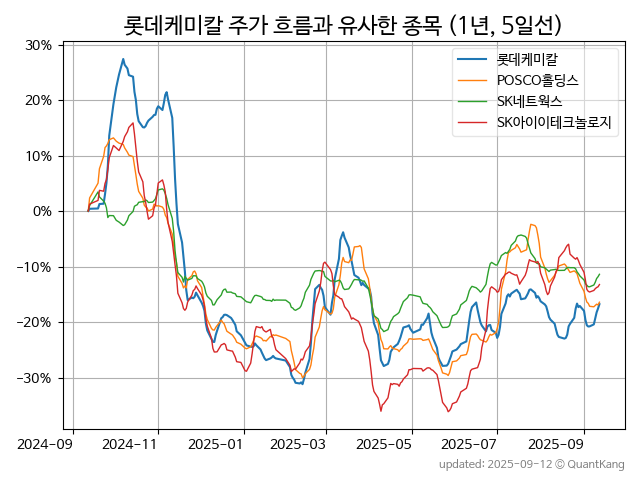 롯데케미칼 주가 흐름과 유사한 종목 (1년, 5일선)
롯데케미칼
POSCO홀딩스
SK네트웍스
SK아이이테크놀로지
30%
20%
10%
0%
−10%
−20%
−30%
2024-09
2024-11
2025-01
2025-03
2025-05
2025-07
2025-09
updated: 2025-09-12 © QuantKang